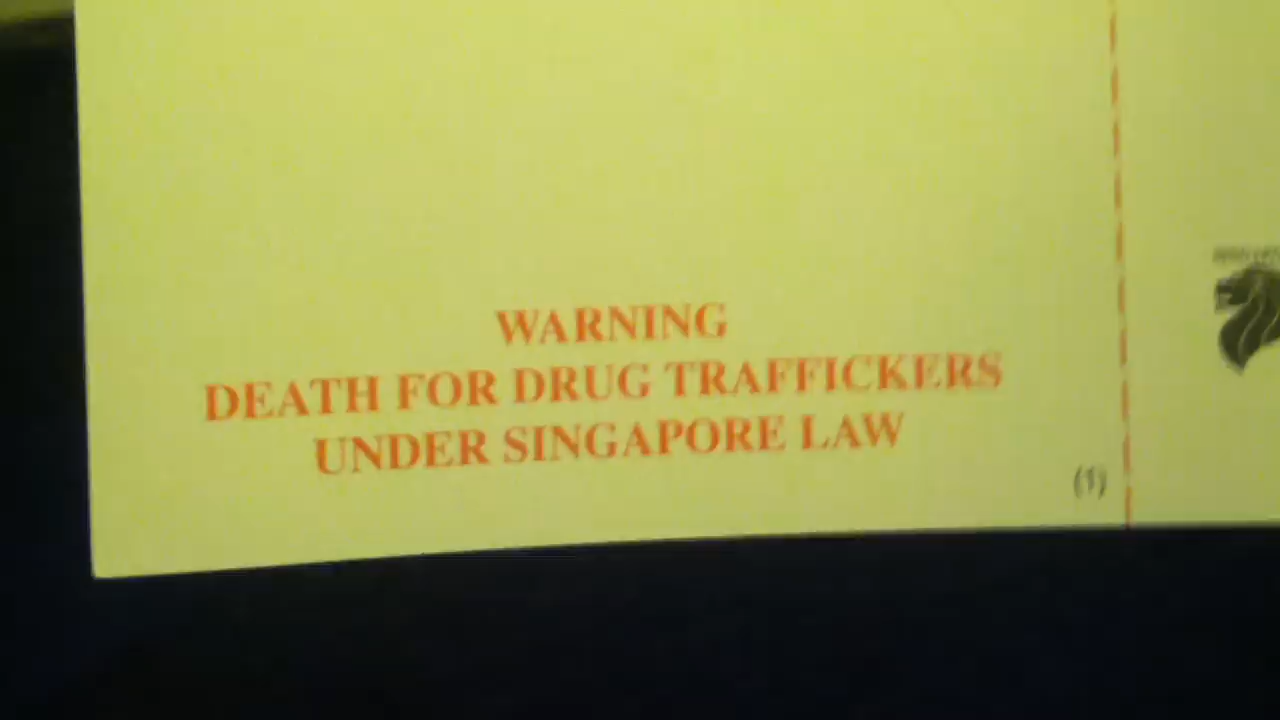 WARNING
DEATH FOR DRUG TRAFFICKERS
UNDER SINGAPORE LAW
(1)